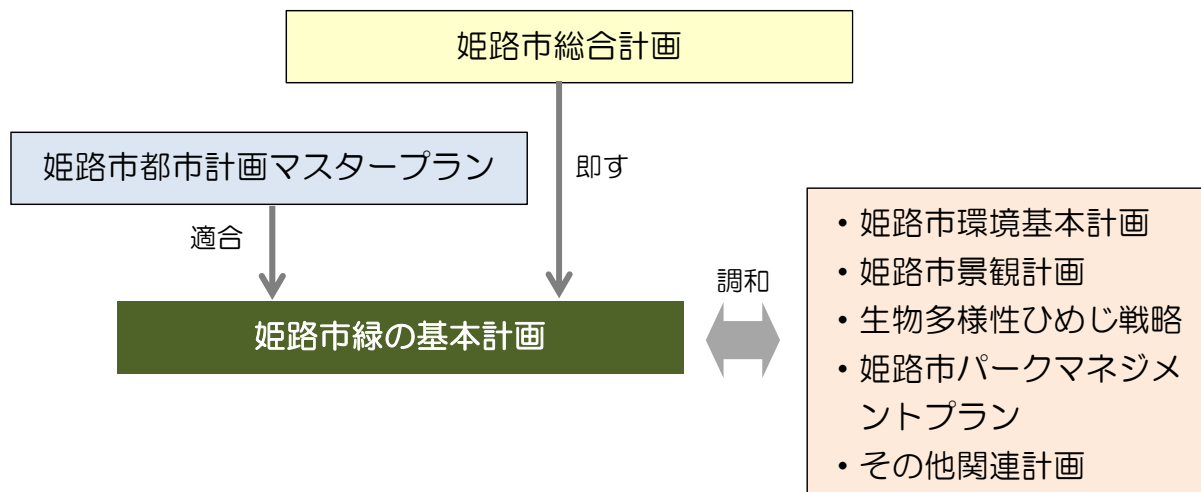 姫路市総合計画
姫路市都市計画マスタープラン
即す
適合
姫路市緑の基本計画
調和
・姫路市環境基本計画
・姫路市景観計画
・生物多様性ひめじ戦略
・姫路市パークマネジメ
ントプラン
・その他関連計画